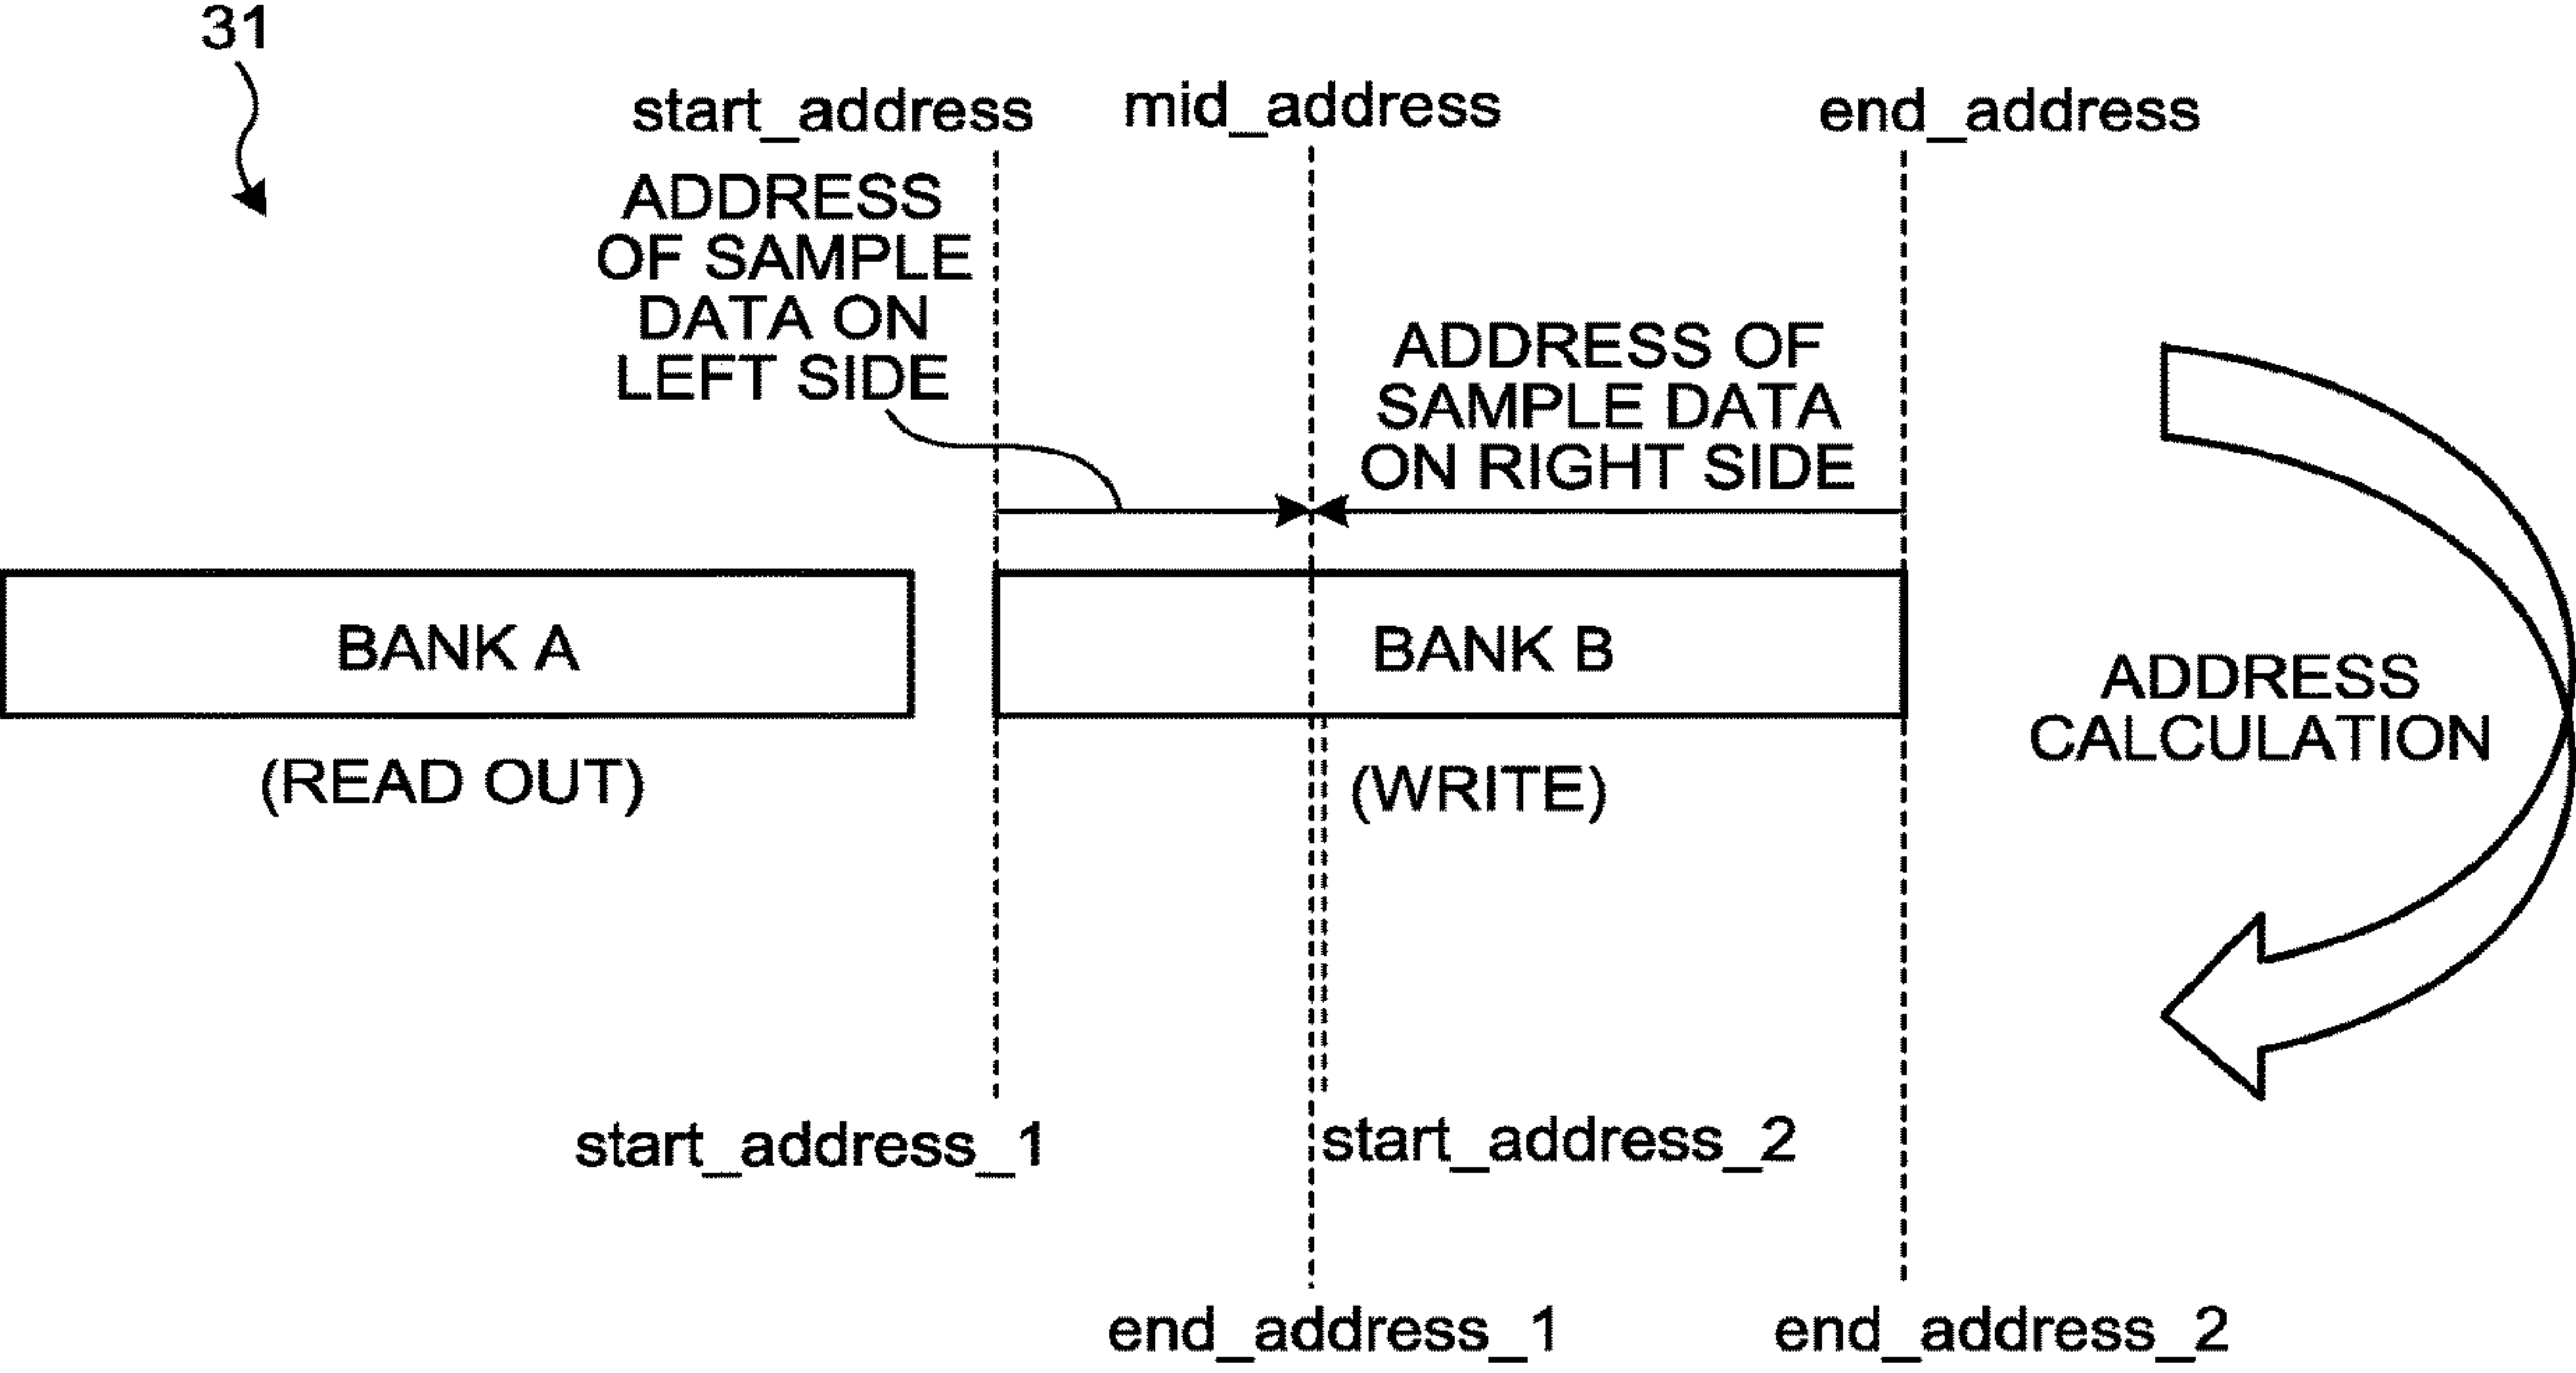 31
start_address
mid_address
end_address
ADDRESS
OF SAMPLE
DATA ON
LEFT SIDE
ADDRESS OF
SAMPLE DATA
ON RIGHT SIDE
BANK A
BANK B
(READ OUT)
(WRITE)
ADDRESS
CALCULATION
start_address_1
start_address_2
end_address_1
end_address_2